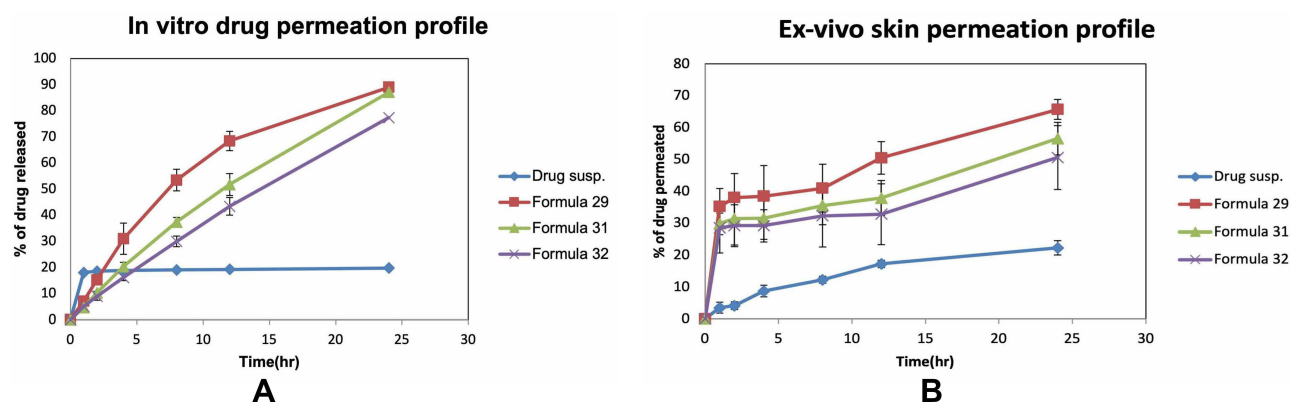 In vitro drug permeation profile
% of drug released
100
90
80
70
60
50
40
30
20
10
0
0 5 10 15 20 25 30
Time(hr)
Drug susp.
Formula 29
Formula 31
Formula 32
A
Ex-vivo skin permeation profile
% of drug permeated
80
70
60
50
40
30
20
10
0
0 5 10 15 20 25 30
Time(hr)
Drug susp.
Formula 29
Formula 31
Formula 32
B